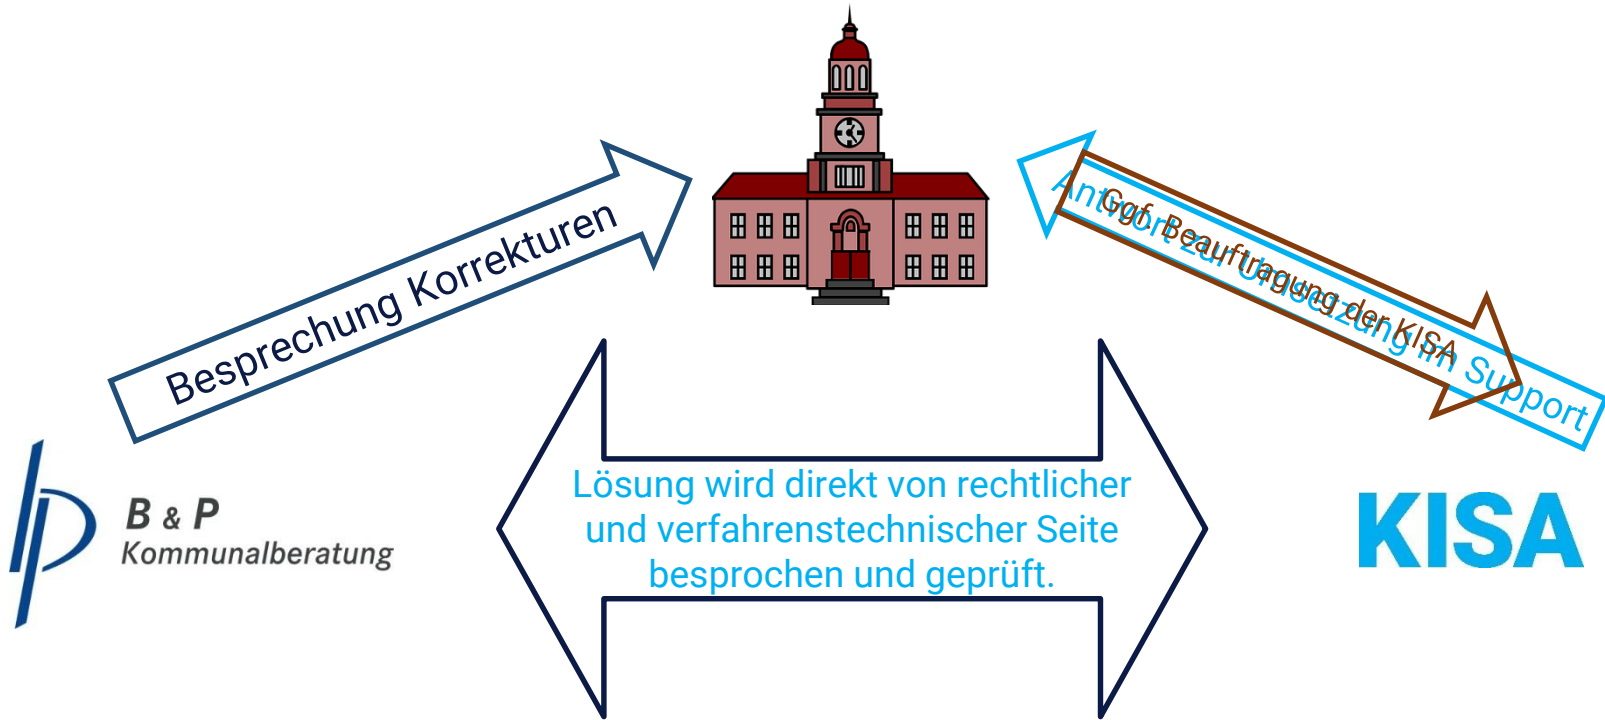 Besprechung Korrekturen
Antwort zur Umsetzung im Support
Ggf. Beauftragung der KISA
B & P
Kommunalberatung
Lösung wird direkt von rechtlicher
und verfahrenstechnischer Seite
besprochen und geprüft.
KISA